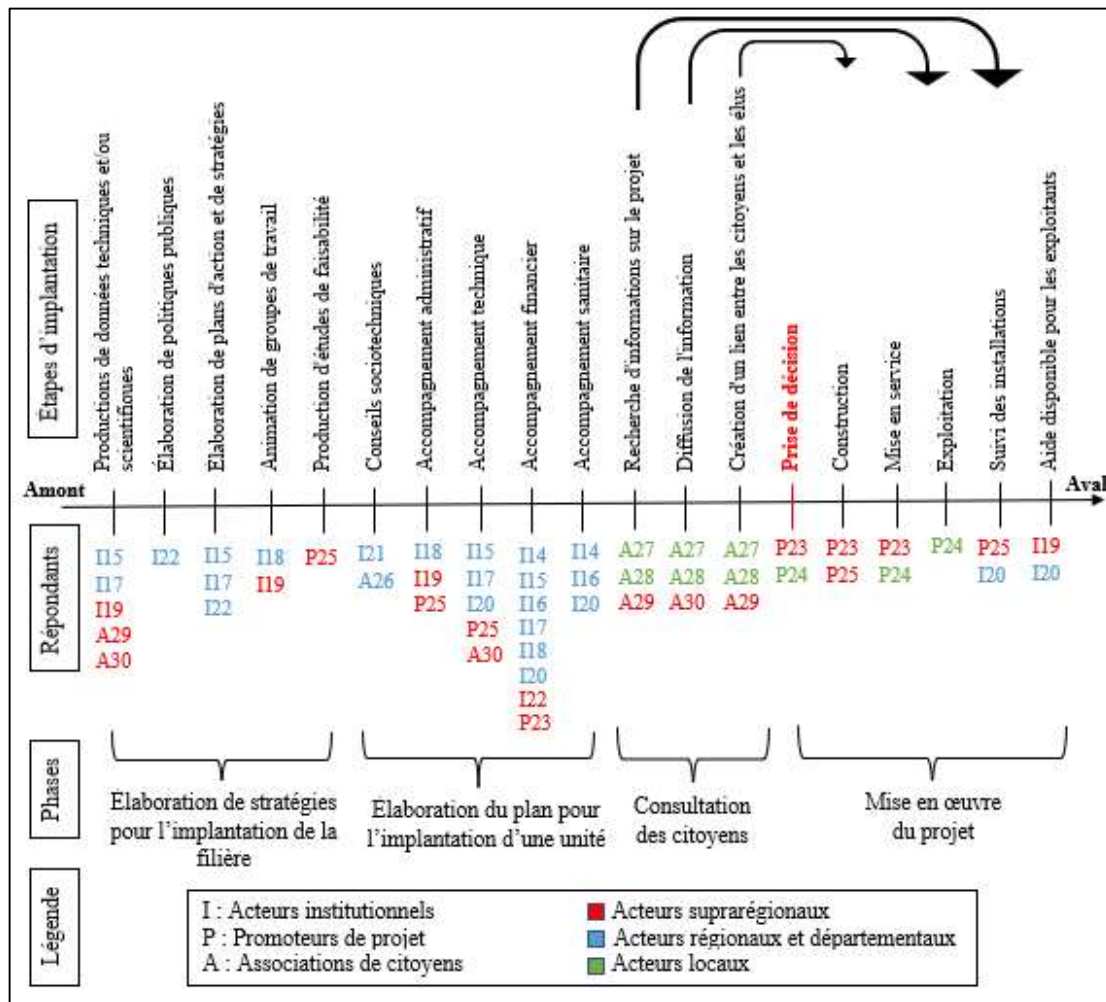 Étapes d'implantation
Productions de données techniques et/ou
scientifiques
Élaboration de politiques publiques
Élaboration de plans d'action et de stratégies
Animation de groupes de travail
Production d'études de faisabilité
Conseils sociotechniques
Accompagnement administratif
Accompagnement technique
Accompagnement financier
Accompagnement sanitaire
Recherche d'informations sur le projet
Diffusion de l'information
Création d'un lien entre les citoyens et les élus
Prise de décision
Construction
Mise en service
Exploitation
Suivi des installations
Aide disponible pour les exploitants
Amont
Aval
Répondants
I15 I22 I15 I18 P25 I21 I18 I15 I14 I14 A27 A27 A27 P23 P23 P23 P24 P25 I19
I17 I17 I19 A26 I19 I17 I15 I16 A28 A28 A28 P24 P25 P24 I20 I20
I19 I22 P25 I20 I16 I20 A29 A30 A29
A29 P25 I17
A30 A30 I18
I20
I22
P23
Phases
Élaboration de stratégies
pour l'implantation de la
filière
Élaboration du plan pour
l'implantation d'une unité
Consultation
des citoyens
Mise en œuvre
du projet
Légende
I : Acteurs institutionnels
P : Promoteurs de projet
A : Associations de citoyens
Acteurs suprarégionaux
Acteurs régionaux et départementaux
Acteurs locaux